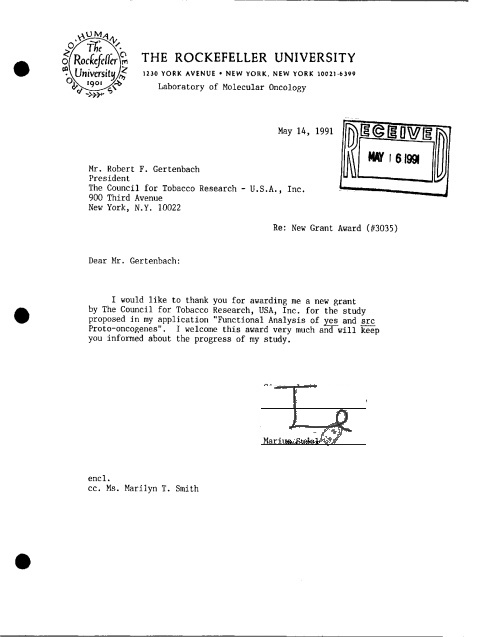 PRO·BONO·HUMANI·GENERIS
The
Rockefeller
University
1901
THE ROCKEFELLER UNIVERSITY
1230 YORK AVENUE • NEW YORK, NEW YORK 10021-6399
Laboratory of Molecular Oncology
May 14, 1991
RECEIVED
MAY 16 1991
Mr. Robert F. Gertenbach
President
The Council for Tobacco Research - U.S.A., Inc.
900 Third Avenue
New York, N.Y. 10022
Re: New Grant Award (#3035)
Dear Mr. Gertenbach:
I would like to thank you for awarding me a new grant
by The Council for Tobacco Research, USA, Inc. for the study
proposed in my application "Functional Analysis of yes and src
Proto-oncogenes". I welcome this award very much and will keep
you informed about the progress of my study.
Marius Sudol
encl.
cc. Ms. Marilyn T. Smith